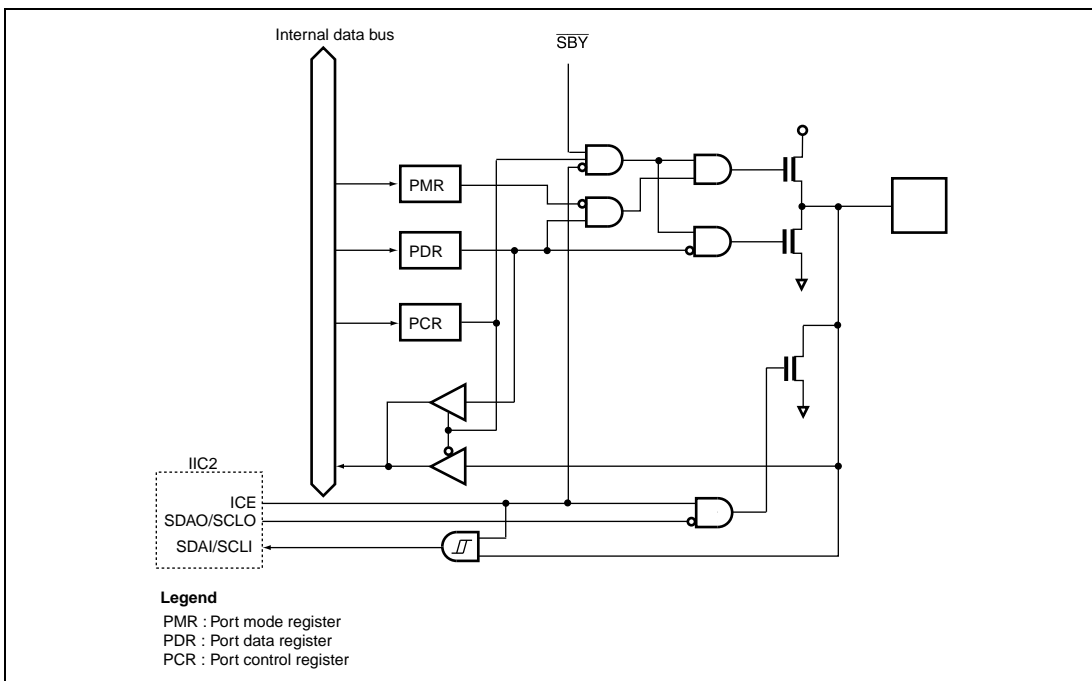 Internal data bus
SBY
PMR
PDR
PCR
IIC2
ICE
SDAO/SCLO
SDAI/SCLI
Legend
PMR : Port mode register
PDR : Port data register
PCR : Port control register